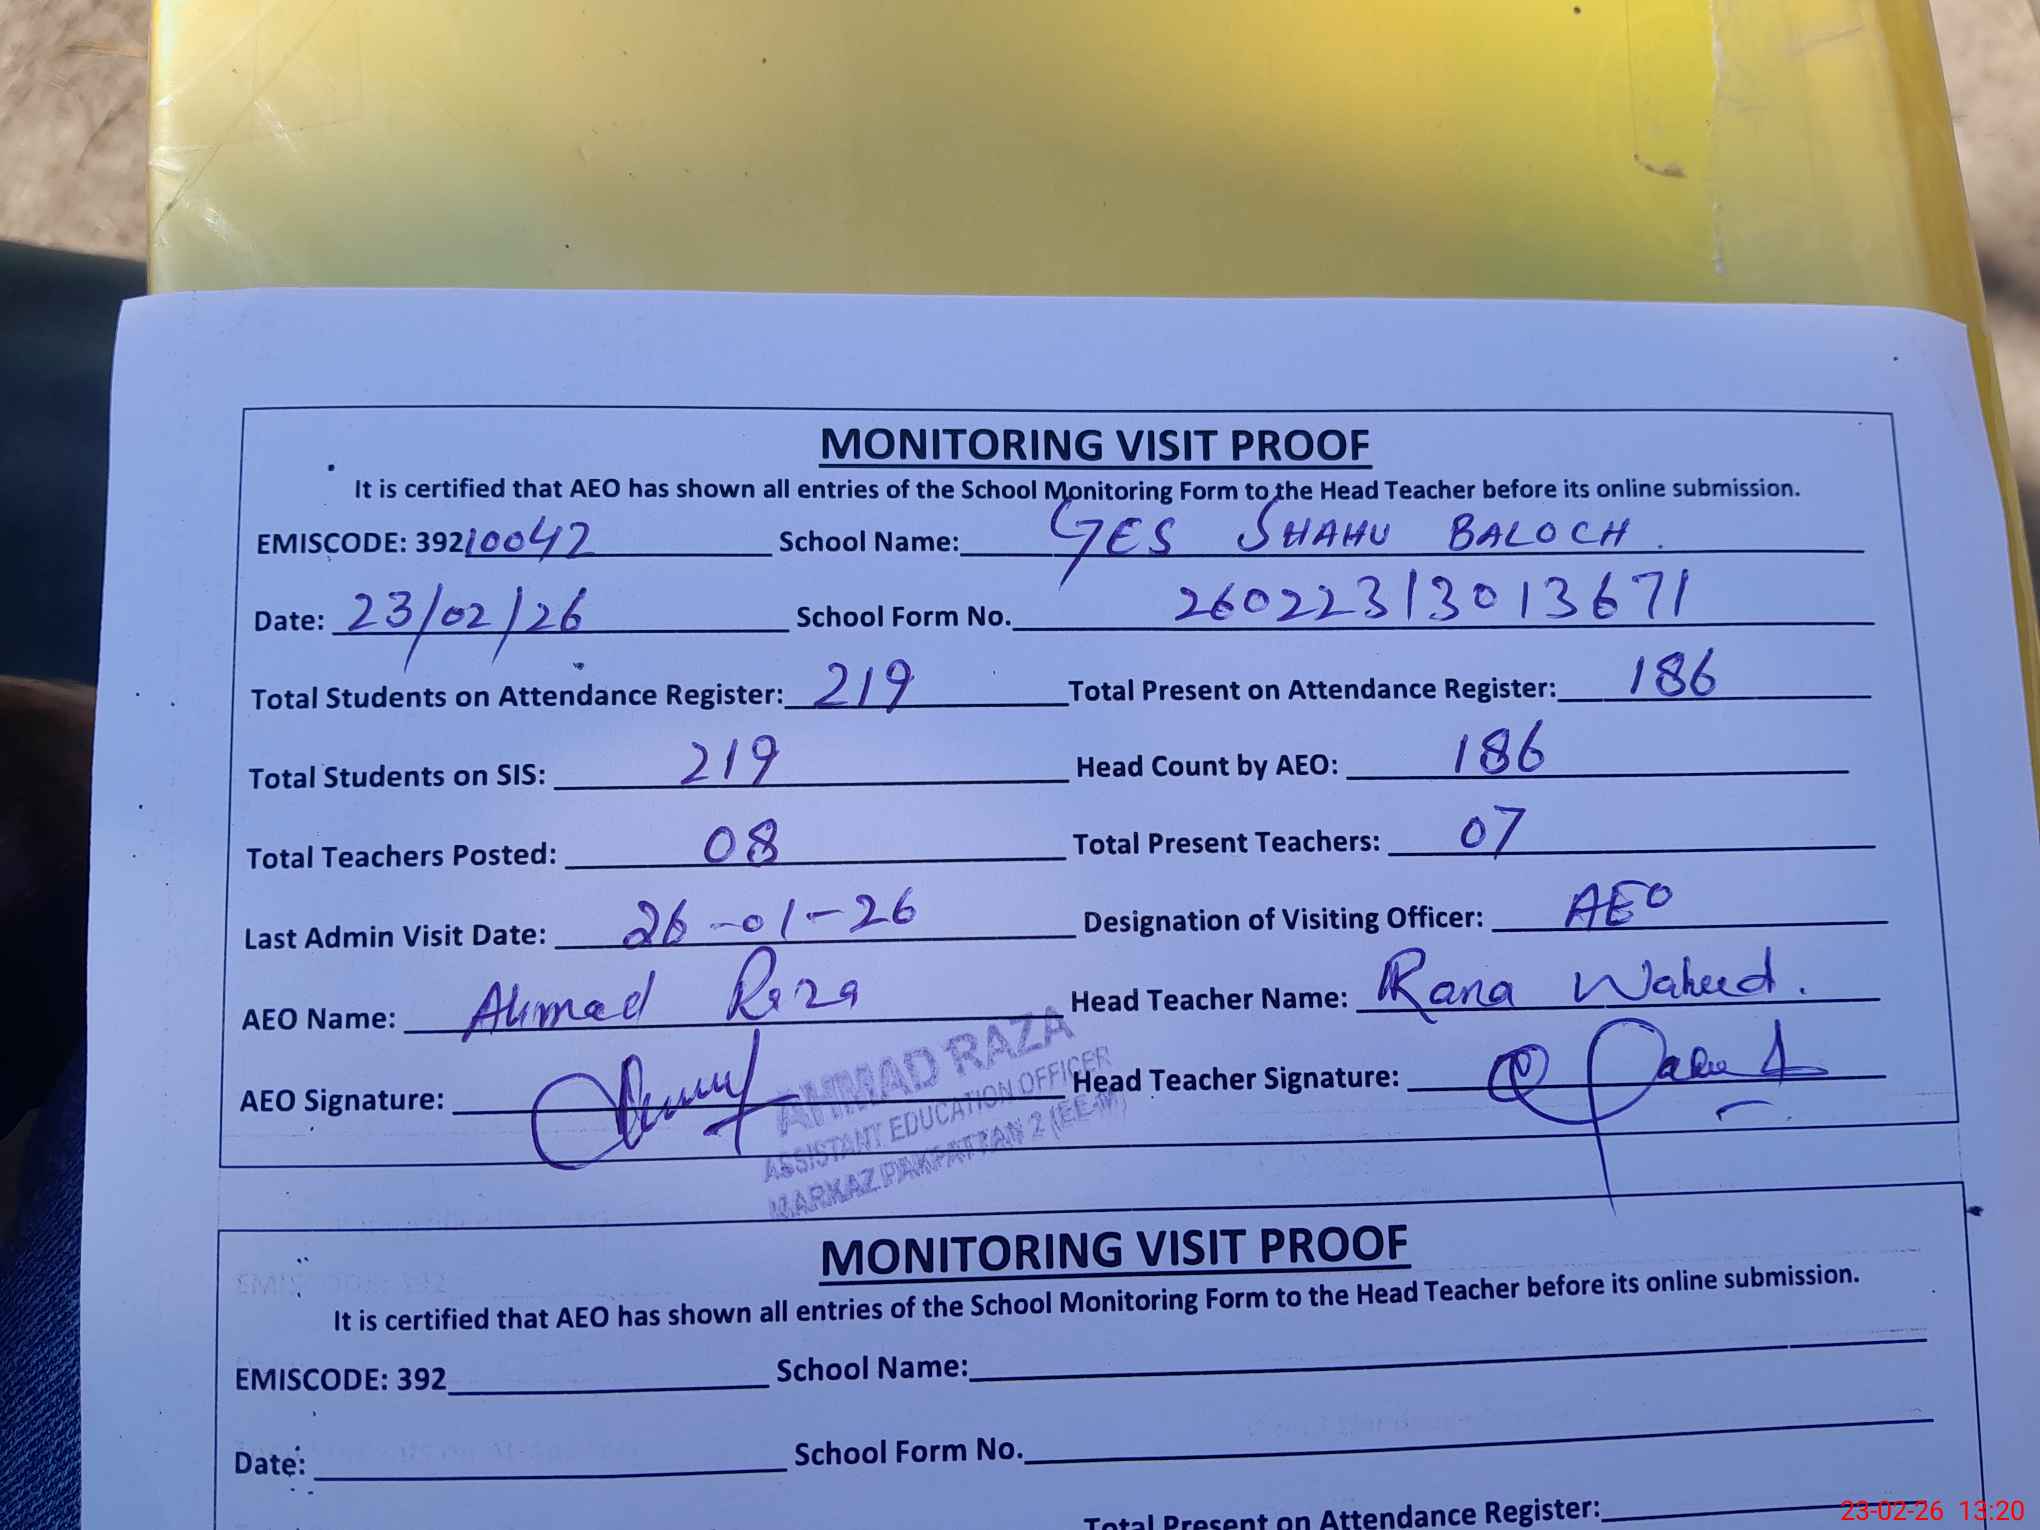 MONITORING VISIT PROOF
It is certified that AEO has shown all entries of the School Monitoring Form to the Head Teacher before its online submission.
EMISCODE: 39210042 School Name: GES SHAHU BALOCH.
Date: 23/02/26 School Form No. 26022313013671
Total Students on Attendance Register: 219 Total Present on Attendance Register: 186
Total Students on SIS: 219 Head Count by AEO: 186
Total Teachers Posted: 08 Total Present Teachers: 07
Last Admin Visit Date: 26-01-26 Designation of Visiting Officer: AEO
AEO Name: Ahmad Raza Head Teacher Name: Rana Waheed.
AEO Signature: Head Teacher Signature:
AHMAD RAZA
ASSISTANT EDUCATION OFFICER
MARKAZ PAKPATTAN 2 (EE-M)
MONITORING VISIT PROOF
It is certified that AEO has shown all entries of the School Monitoring Form to the Head Teacher before its online submission.
EMISCODE: 392 School Name:
Date: School Form No.
Total Present on Attendance Register:
23-02-26 13:20